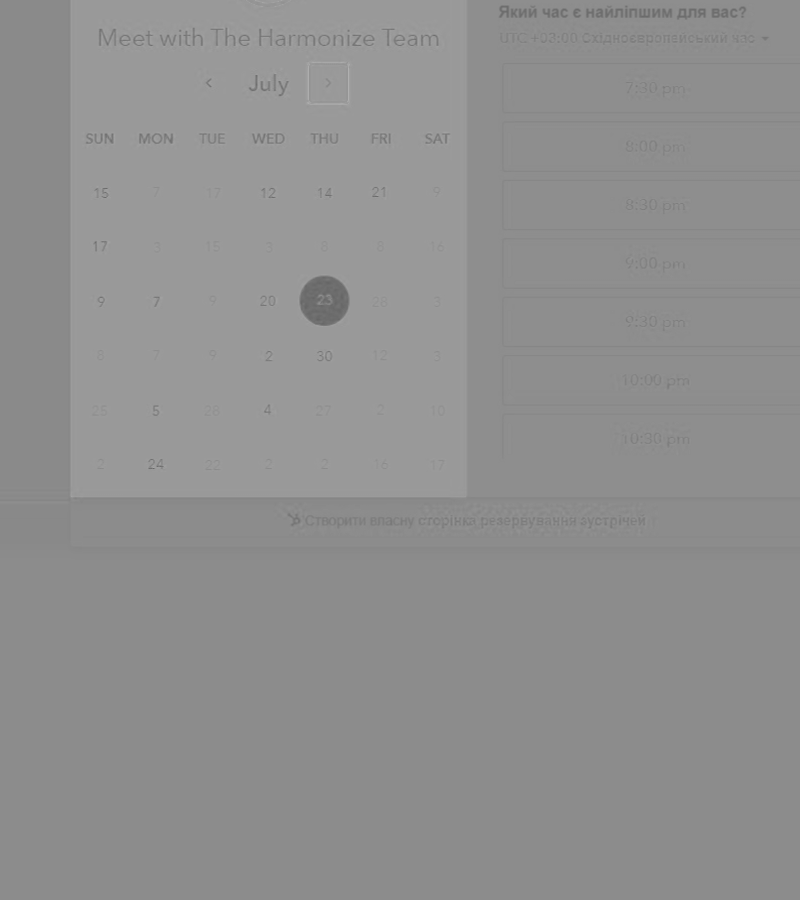 Meet with The Harmonize Team
July
SUN MON TUE WED THU FRI SAT
15 7 17 12 14 21 9
17 3 15 3 8 8 16
9 7 9 20 23 28 3
8 7 9 2 30 12 3
25 5 26 4 27 2 10
2 24 22 2 2 16 17
Який час є найліпшим для вас?
UTC +02:00 Східноєвропейський час
7:30 pm
8:00 pm
8:30 pm
9:00 pm
9:30 pm
10:00 pm
10:30 pm
Створити власну сторінку резервування зустрічей